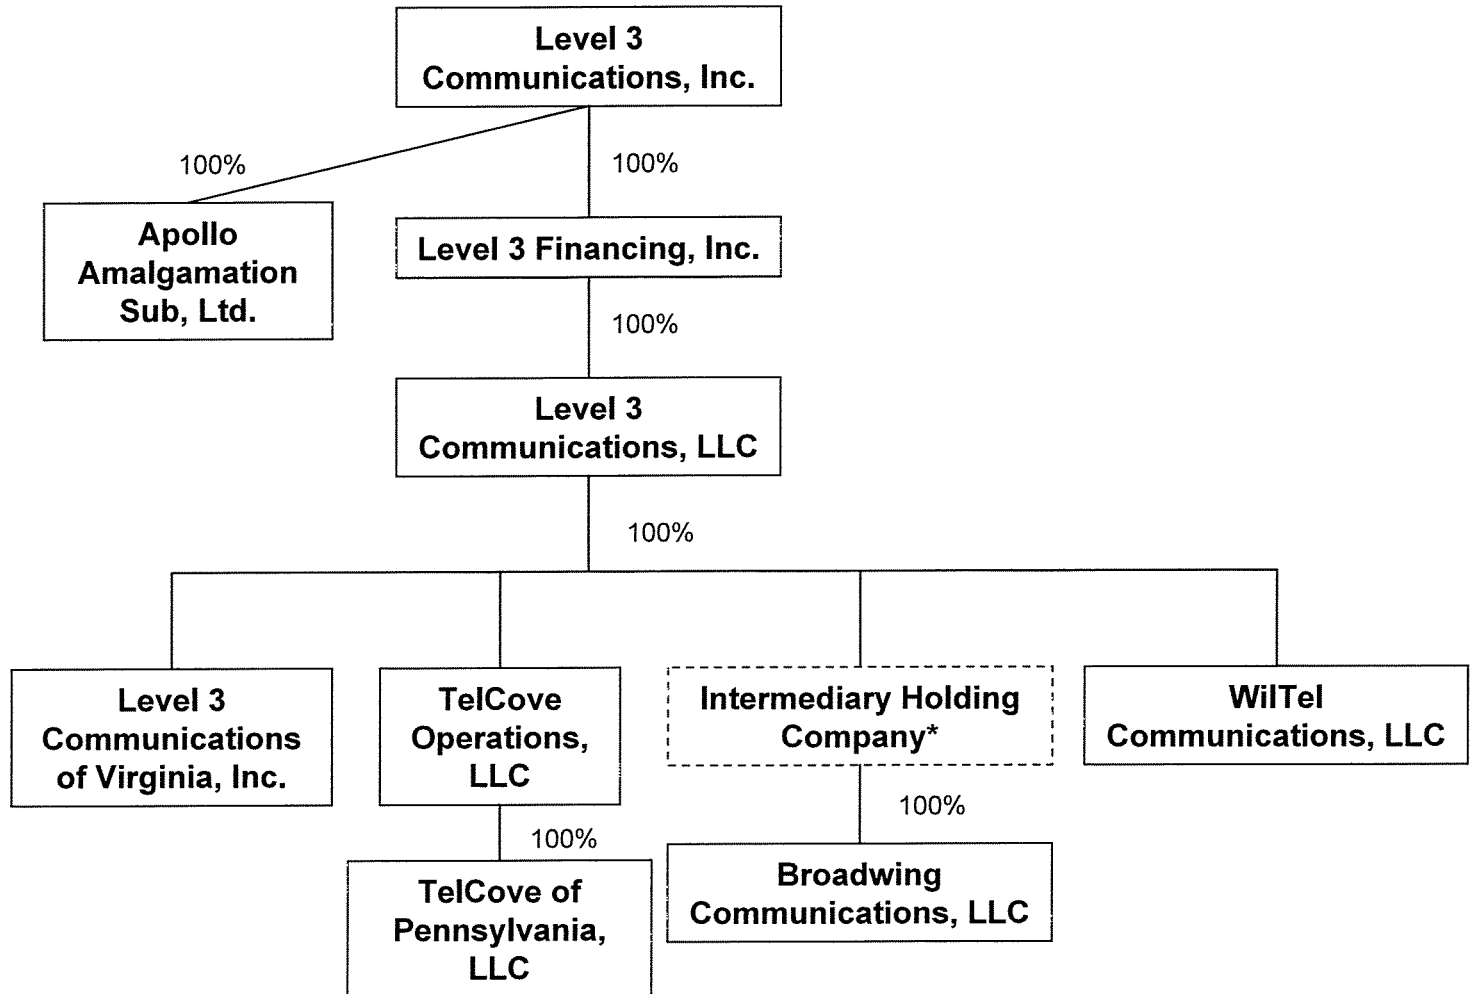 Level 3
Communications, Inc.
100%
100%
Apollo
Amalgamation
Sub, Ltd.
Level 3 Financing, Inc.
100%
Level 3
Communications, LLC
100%
Level 3
Communications
of Virginia, Inc.
TelCove
Operations,
LLC
Intermediary Holding
Company*
WilTel
Communications, LLC
100%
100%
TelCove of
Pennsylvania,
LLC
Broadwing
Communications, LLC